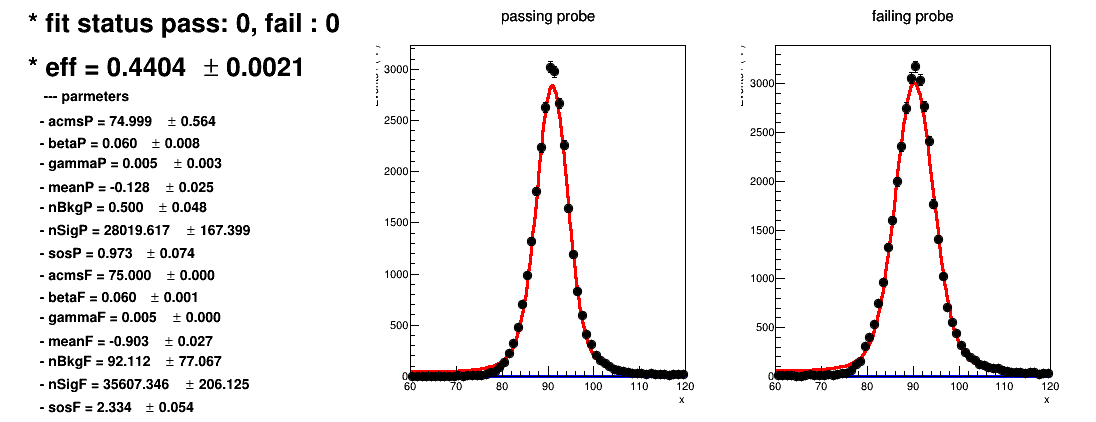 * fit status pass: 0, fail : 0
* eff = 0.4404 ± 0.0021
--- parmeters
- acmsP = 74.999 ± 0.564
- betaP = 0.060 ± 0.008
- gammaP = 0.005 ± 0.003
- meanP = -0.128 ± 0.025
- nBkgP = 0.500 ± 0.048
- nSigP = 28019.617 ± 167.399
- sosP = 0.973 ± 0.074
- acmsF = 75.000 ± 0.000
- betaF = 0.060 ± 0.001
- gammaF = 0.005 ± 0.000
- meanF = -0.903 ± 0.027
- nBkgF = 92.112 ± 77.067
- nSigF = 35607.346 ± 206.125
- sosF = 2.334 ± 0.054
passing probe
3000
2500
2000
1500
1000
500
0
60 70 80 90 100 110 120
x
failing probe
3000
2500
2000
1500
1000
500
0
60 70 80 90 100 110 120
x